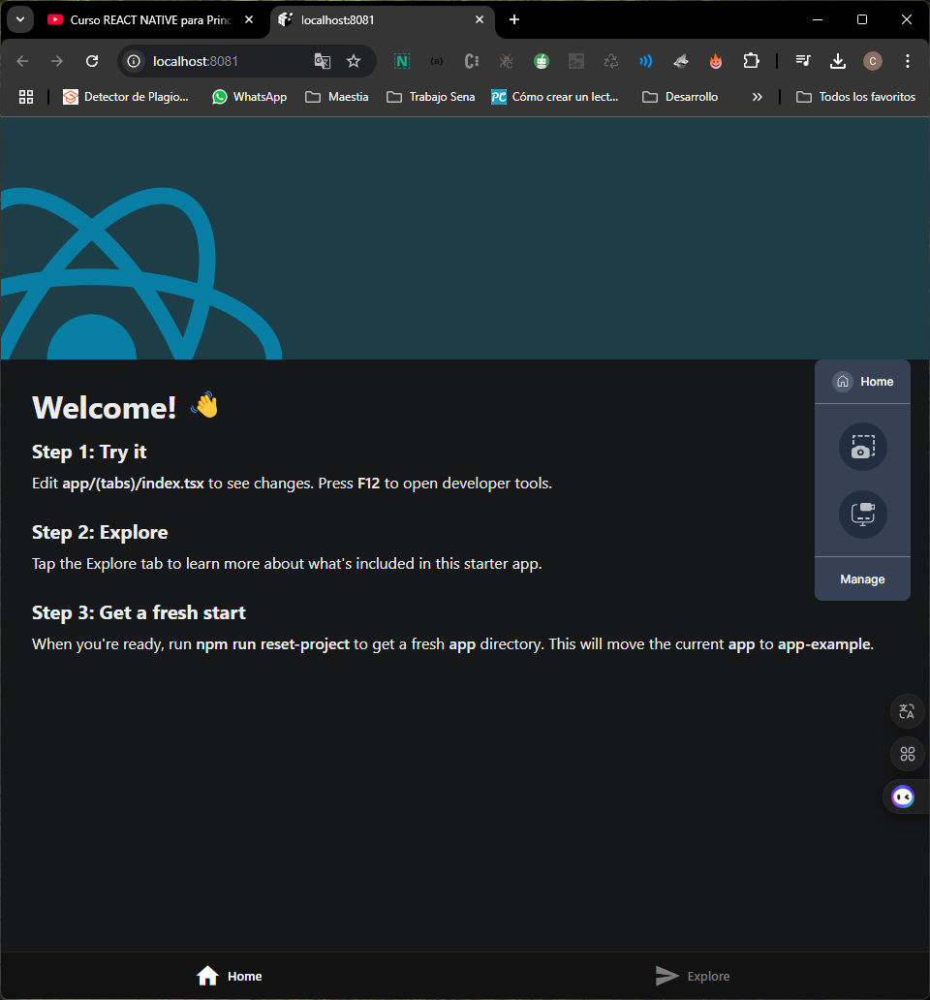 Curso REACT NATIVE para Princ
localhost:8081
localhost:8081
Detector de Plagio...
WhatsApp
Maestia
Trabajo Sena
PC
Cómo crear un lect...
Desarrollo
Todos los favoritos
Welcome!
Step 1: Try it
Edit app/(tabs)/index.tsx to see changes. Press F12 to open developer tools.
Step 2: Explore
Tap the Explore tab to learn more about what's included in this starter app.
Step 3: Get a fresh start
When you're ready, run npm run reset-project to get a fresh app directory. This will move the current app to app-example.
Home
Manage
Home
Explore